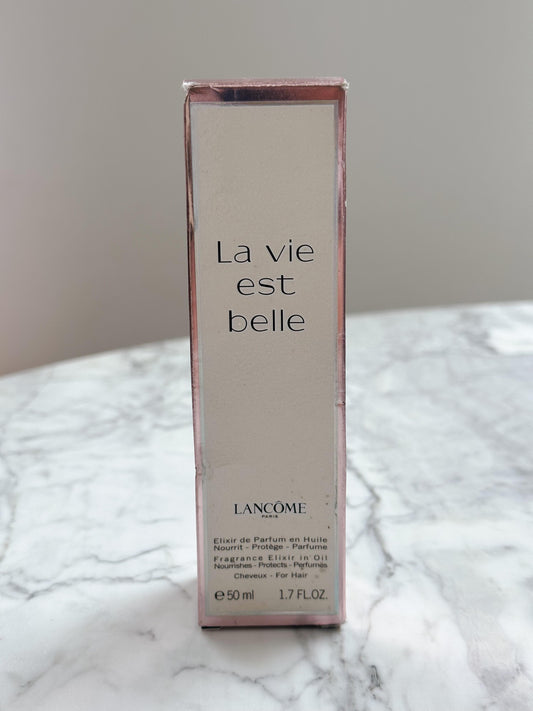 La vie
est
belle
LANCÔME
PARIS
Elixir de Parfum en Huile
Nourrit - Protège - Parfume
Fragrance Elixir in Oil
Nourishes - Protects - Perfumes
Cheveux - For Hair
℮ 50 ml 1.7 FL.OZ.